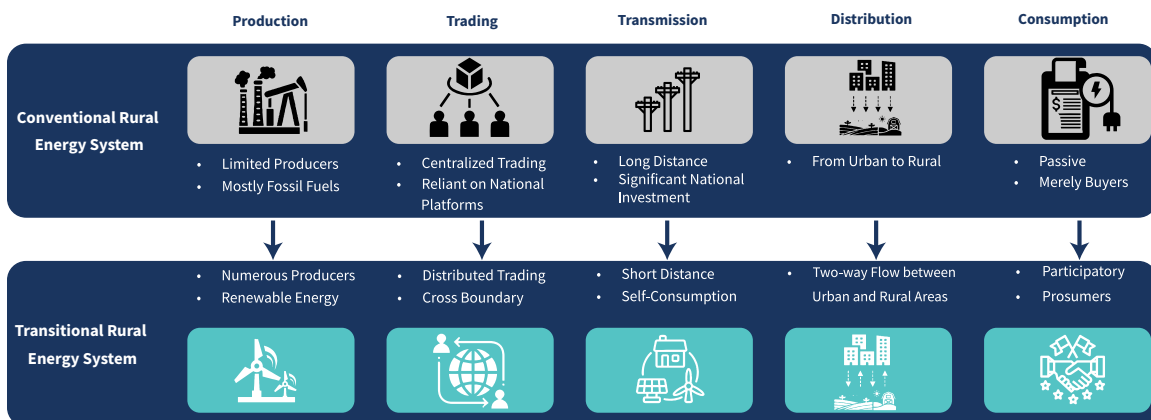 Production
Trading
Transmission
Distribution
Consumption
Conventional Rural
Energy System
• Limited Producers
• Mostly Fossil Fuels
• Centralized Trading
• Reliant on National
Platforms
• Long Distance
• Significant National
Investment
• From Urban to Rural
$
• Passive
• Merely Buyers
Transitional Rural
Energy System
• Numerous Producers
• Renewable Energy
• Distributed Trading
• Cross Boundary
• Short Distance
• Self-Consumption
• Two-way Flow between
Urban and Rural Areas
• Participatory
• Prosumers